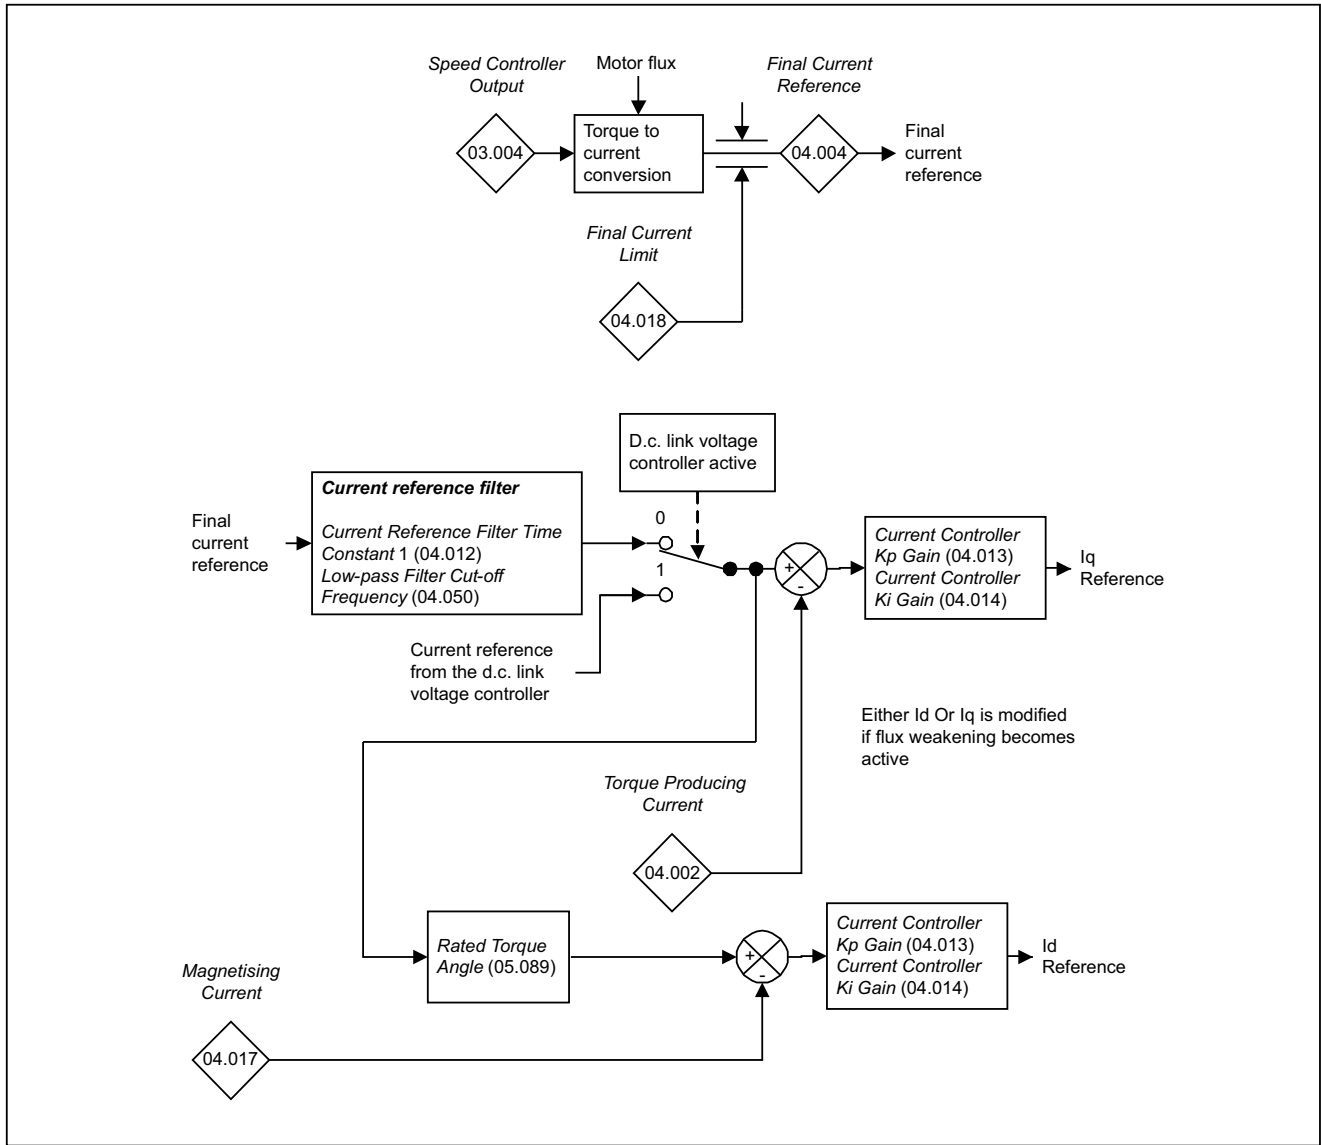 Speed Controller
Output
Motor flux
Final Current
Reference
03.004
Torque to
current
conversion
04.004
Final
current
reference
Final Current
Limit
04.018
D.c. link voltage
controller active
Current reference filter
Current Reference Filter Time
Constant 1 (04.012)
Low-pass Filter Cut-off
Frequency (04.050)
Final
current
reference
0
1
+
-
Current Controller
Kp Gain (04.013)
Current Controller
Ki Gain (04.014)
Iq
Reference
Current reference
from the d.c. link
voltage controller
Either Id Or Iq is modified
if flux weakening becomes
active
Torque Producing
Current
04.002
Rated Torque
Angle (05.089)
+
-
Current Controller
Kp Gain (04.013)
Current Controller
Ki Gain (04.014)
Id
Reference
Magnetising
Current
04.017